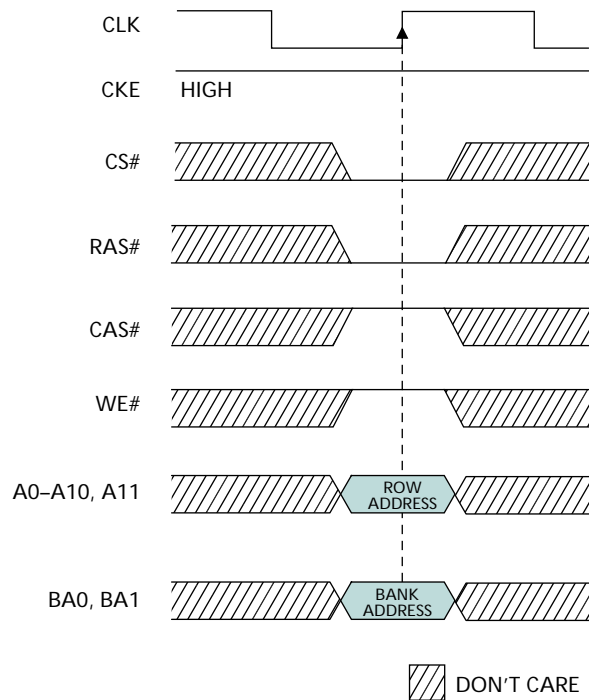 CLK
CKE HIGH
CS#
RAS#
CAS#
WE#
A0–A10, A11 ROW
ADDRESS
BA0, BA1 BANK
ADDRESS
DON'T CARE